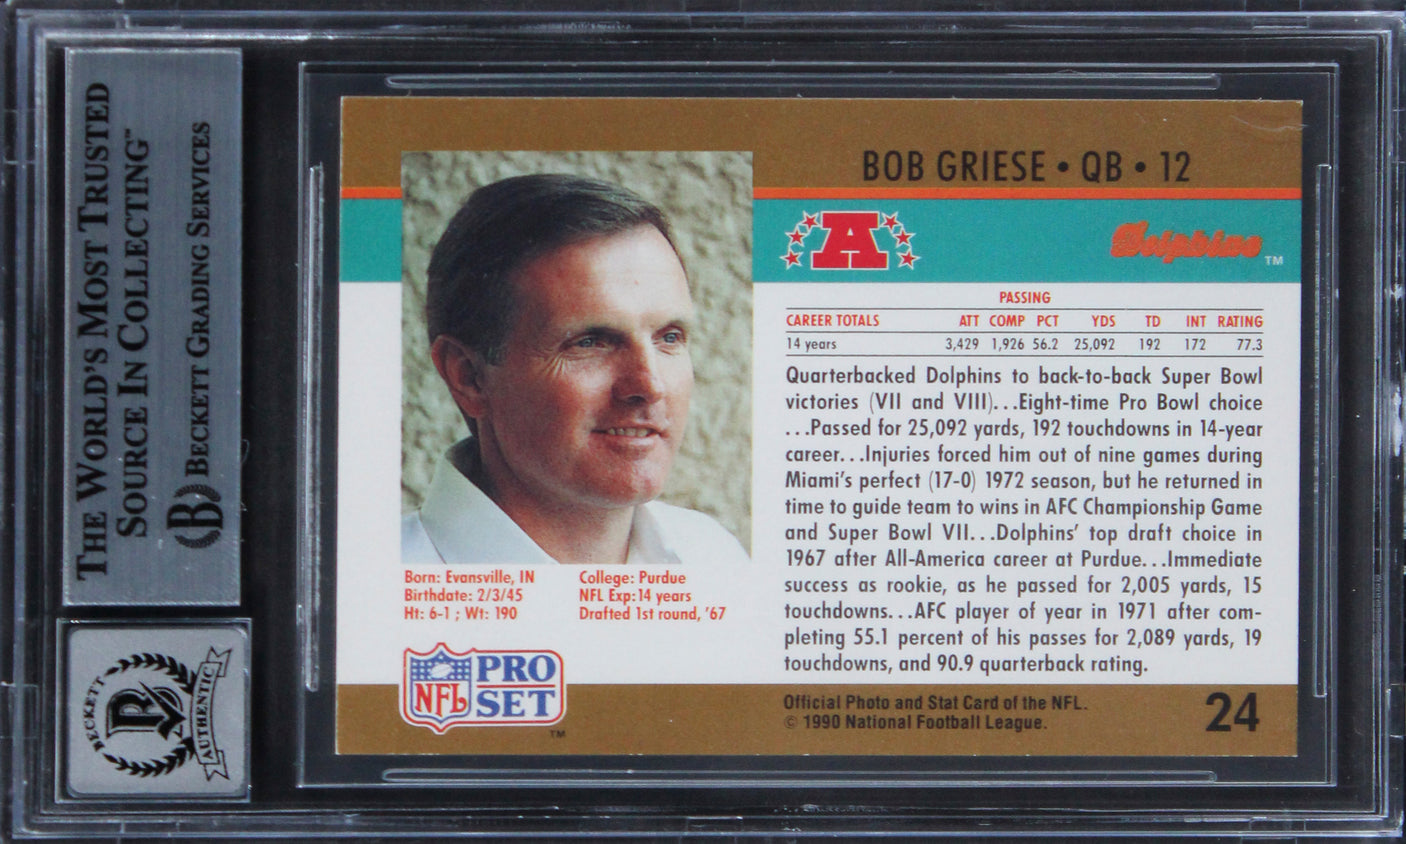 THE WORLD'S MOST TRUSTED
SOURCE IN COLLECTING™
B BECKETT GRADING SERVICES
BECKETT
AUTHENTIC
BOB GRIESE • QB • 12
A
Dolphins™
PASSING
CAREER TOTALS ATT COMP PCT YDS TD INT RATING
14 years 3,429 1,926 56.2 25,092 192 172 77.3
Quarterbacked Dolphins to back-to-back Super Bowl
victories (VII and VIII)...Eight-time Pro Bowl choice
...Passed for 25,092 yards, 192 touchdowns in 14-year
career...Injuries forced him out of nine games during
Miami's perfect (17-0) 1972 season, but he returned in
time to guide team to wins in AFC Championship Game
and Super Bowl VII...Dolphins' top draft choice in
1967 after All-America career at Purdue...Immediate
success as rookie, as he passed for 2,005 yards, 15
touchdowns...AFC player of year in 1971 after com-
pleting 55.1 percent of his passes for 2,089 yards, 19
touchdowns, and 90.9 quarterback rating.
Born: Evansville, IN
Birthdate: 2/3/45
Ht: 6-1 ; Wt: 190
College: Purdue
NFL Exp:14 years
Drafted 1st round, '67
NFL PRO
SET™
Official Photo and Stat Card of the NFL.
© 1990 National Football League.
24